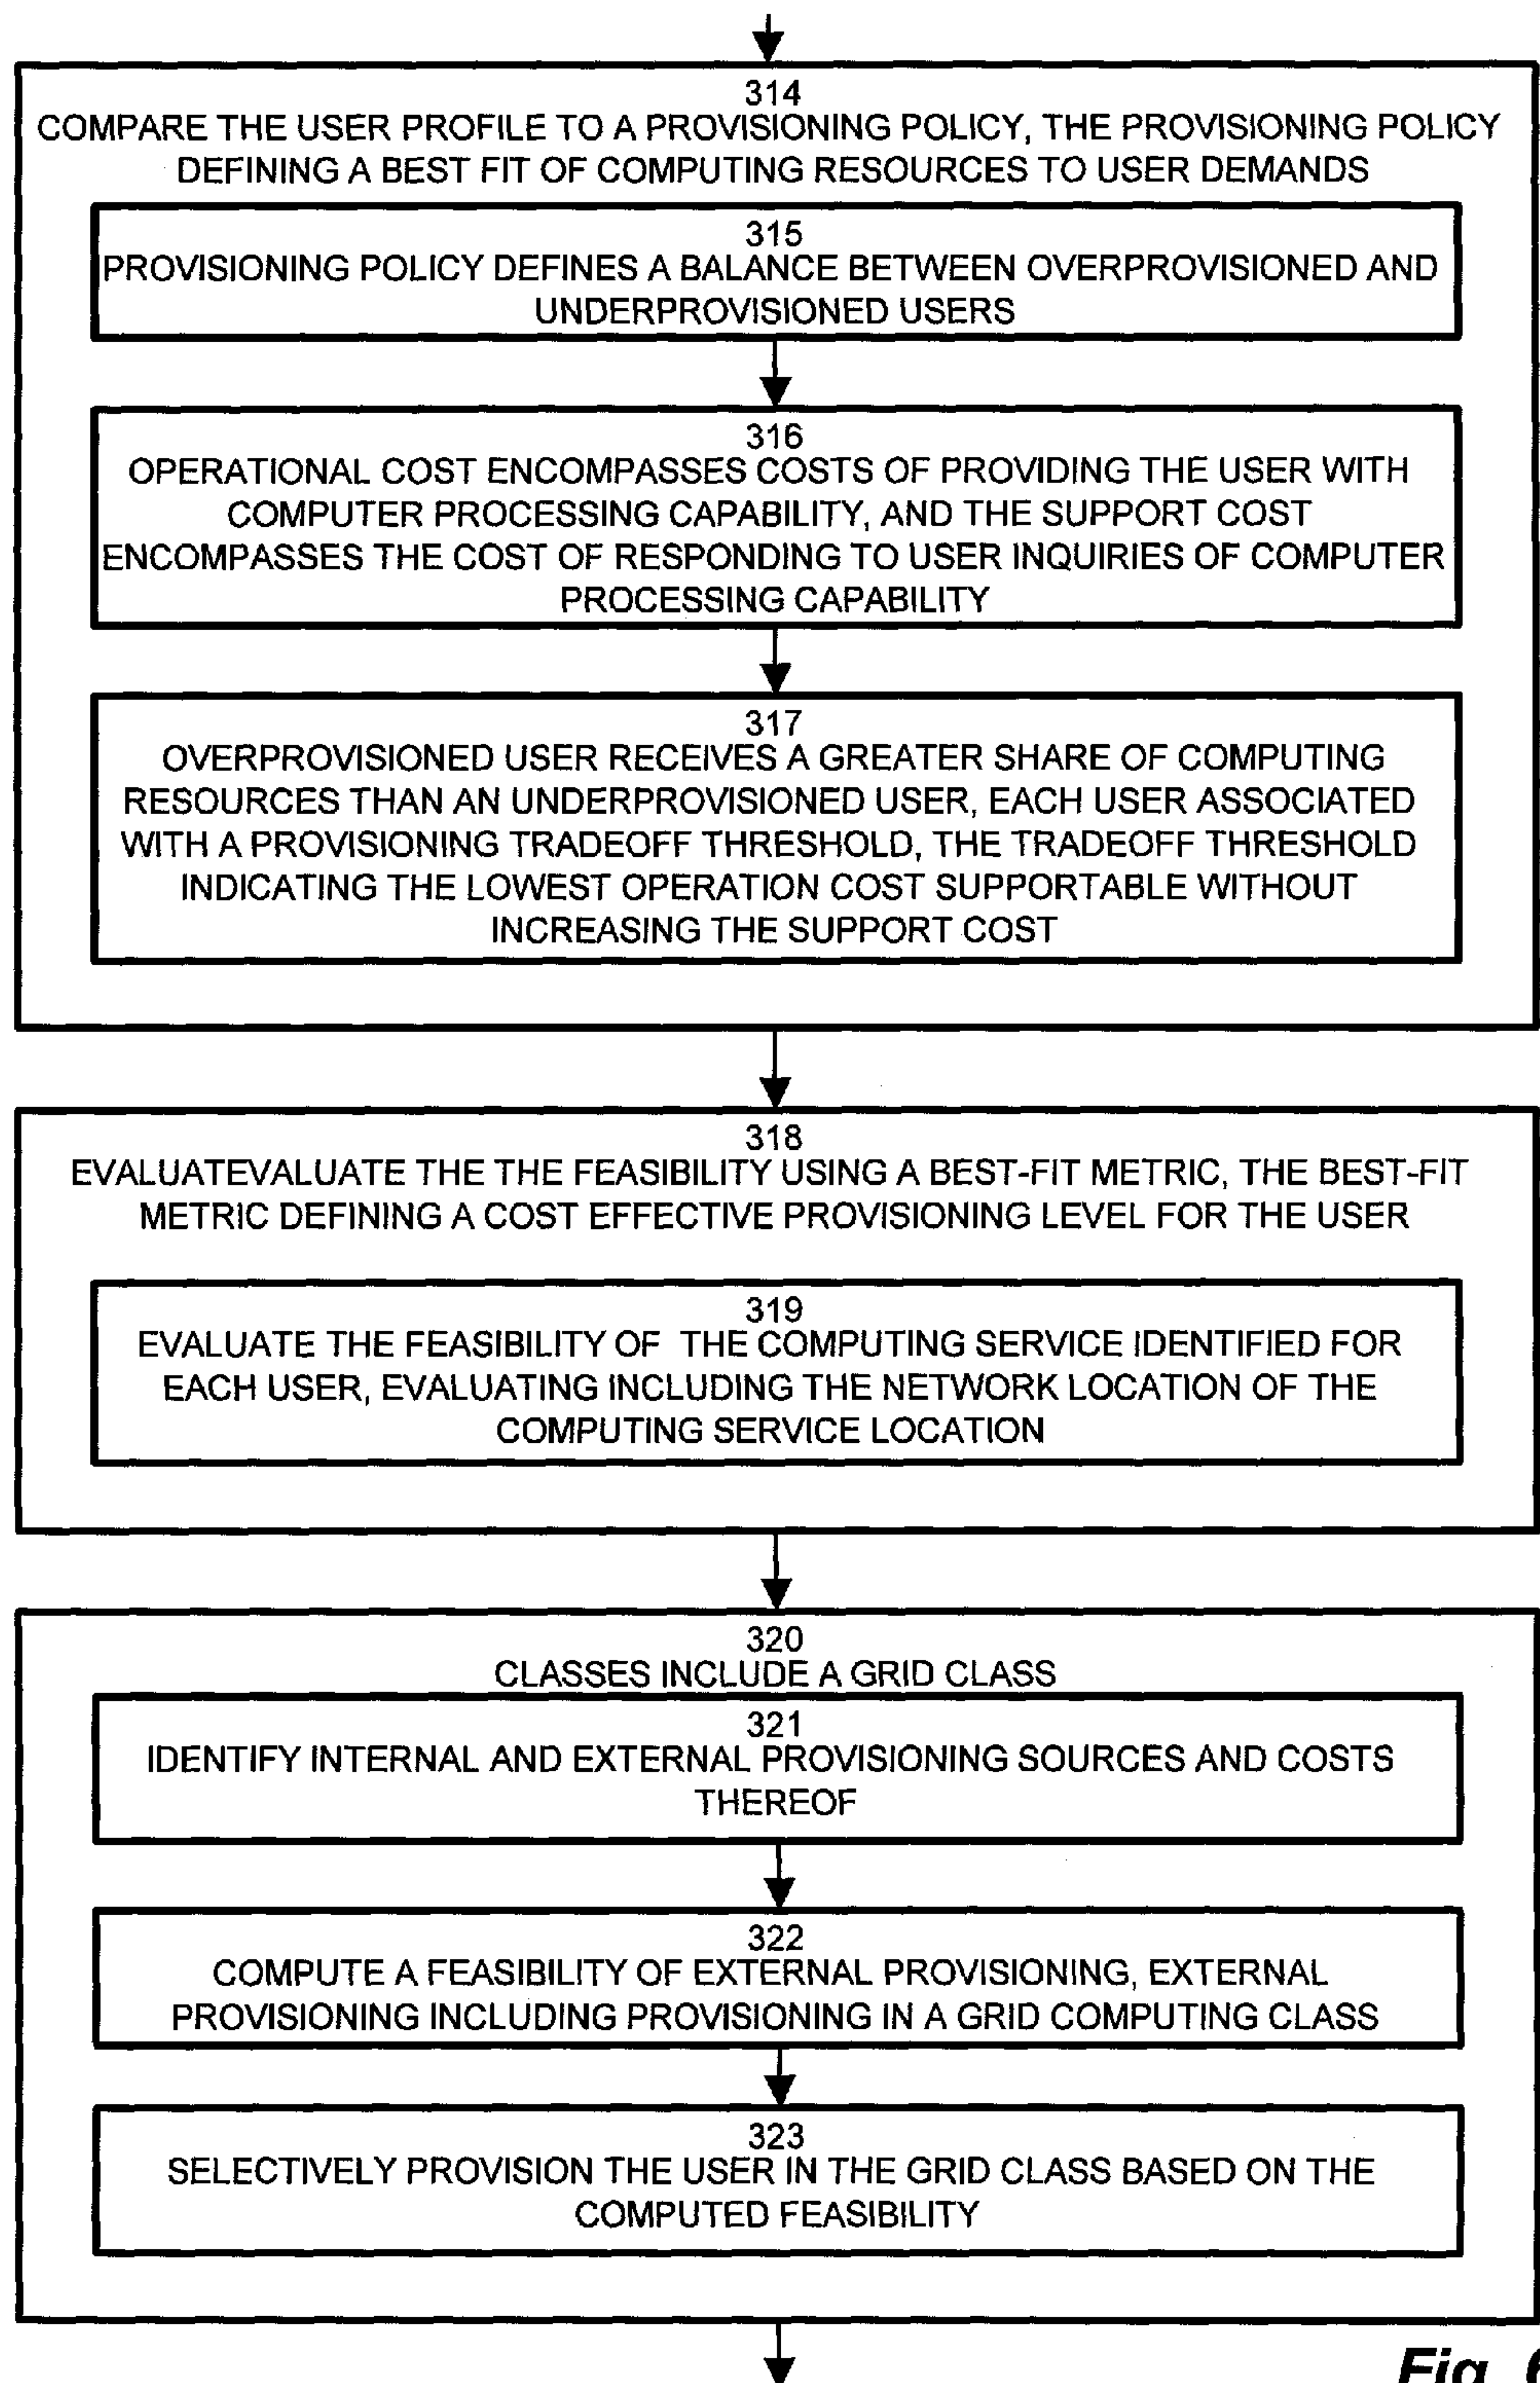 314
COMPARE THE USER PROFILE TO A PROVISIONING POLICY, THE PROVISIONING POLICY
DEFINING A BEST FIT OF COMPUTING RESOURCES TO USER DEMANDS
315
PROVISIONING POLICY DEFINES A BALANCE BETWEEN OVERPROVISIONED AND
UNDERPROVISIONED USERS
316
OPERATIONAL COST ENCOMPASSES COSTS OF PROVIDING THE USER WITH
COMPUTER PROCESSING CAPABILITY, AND THE SUPPORT COST
ENCOMPASSES THE COST OF RESPONDING TO USER INQUIRIES OF COMPUTER
PROCESSING CAPABILITY
317
OVERPROVISIONED USER RECEIVES A GREATER SHARE OF COMPUTING
RESOURCES THAN AN UNDERPROVISIONED USER, EACH USER ASSOCIATED
WITH A PROVISIONING TRADEOFF THRESHOLD, THE TRADEOFF THRESHOLD
INDICATING THE LOWEST OPERATION COST SUPPORTABLE WITHOUT
INCREASING THE SUPPORT COST
318
EVALUATEVALUATE THE THE FEASIBILITY USING A BEST-FIT METRIC, THE BEST-FIT
METRIC DEFINING A COST EFFECTIVE PROVISIONING LEVEL FOR THE USER
319
EVALUATE THE FEASIBILITY OF THE COMPUTING SERVICE IDENTIFIED FOR
EACH USER, EVALUATING INCLUDING THE NETWORK LOCATION OF THE
COMPUTING SERVICE LOCATION
320
CLASSES INCLUDE A GRID CLASS
321
IDENTIFY INTERNAL AND EXTERNAL PROVISIONING SOURCES AND COSTS
THEREOF
322
COMPUTE A FEASIBILITY OF EXTERNAL PROVISIONING, EXTERNAL
PROVISIONING INCLUDING PROVISIONING IN A GRID COMPUTING CLASS
323
SELECTIVELY PROVISION THE USER IN THE GRID CLASS BASED ON THE
COMPUTED FEASIBILITY
Fig. 6